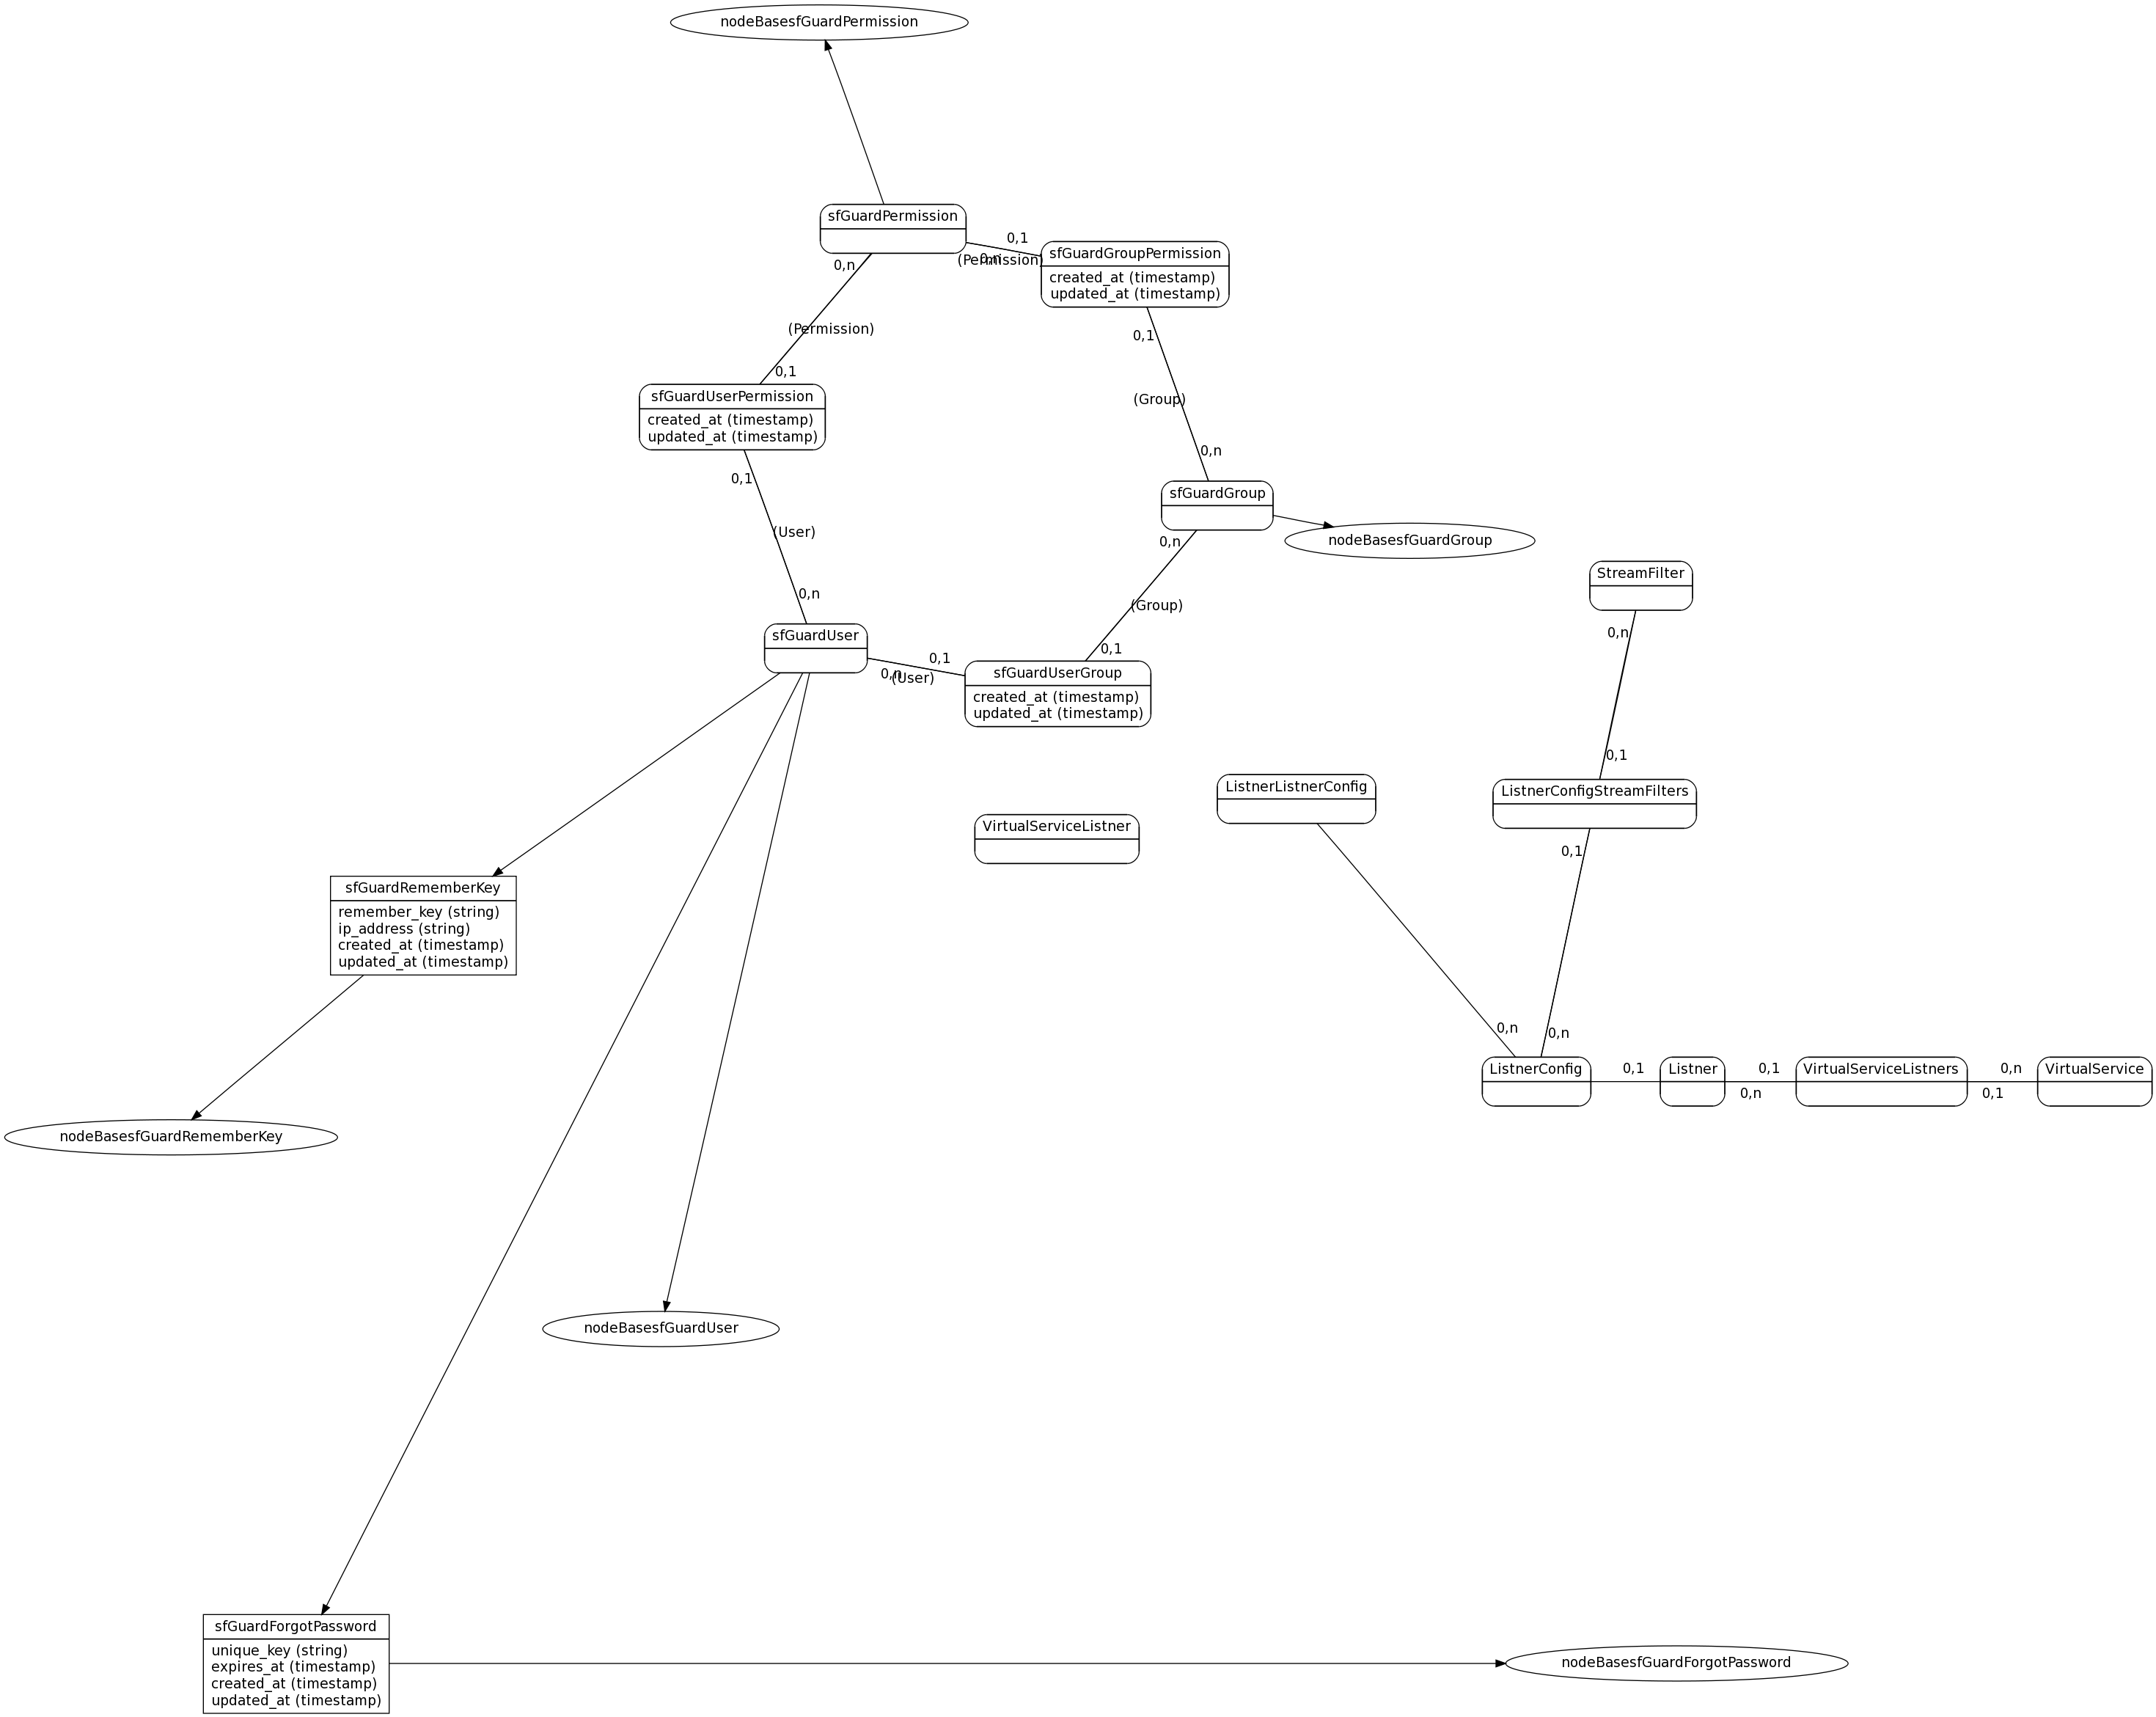 nodeBasesfGuardPermission
sfGuardPermission
0,1
sfGuardGroupPermission
(Permission)
0,n
0,n
created_at (timestamp)
updated_at (timestamp)
(Permission)
0,1
0,1
sfGuardUserPermission
created_at (timestamp)
updated_at (timestamp)
(Group)
0,n
0,1
sfGuardGroup
(User)
0,n
nodeBasesfGuardGroup
StreamFilter
0,n
(Group)
0,n
sfGuardUser
0,1
0,1
0,n
(User)
sfGuardUserGroup
created_at (timestamp)
updated_at (timestamp)
0,1
ListnerListnerConfig
ListnerConfigStreamFilters
VirtualServiceListner
0,1
sfGuardRememberKey
remember_key (string)
ip_address (string)
created_at (timestamp)
updated_at (timestamp)
0,n
0,n
ListnerConfig
0,1
Listner
0,1
VirtualServiceListners
0,n
VirtualService
0,n
0,1
nodeBasesfGuardRememberKey
nodeBasesfGuardUser
sfGuardForgotPassword
unique_key (string)
expires_at (timestamp)
created_at (timestamp)
updated_at (timestamp)
nodeBasesfGuardForgotPassword